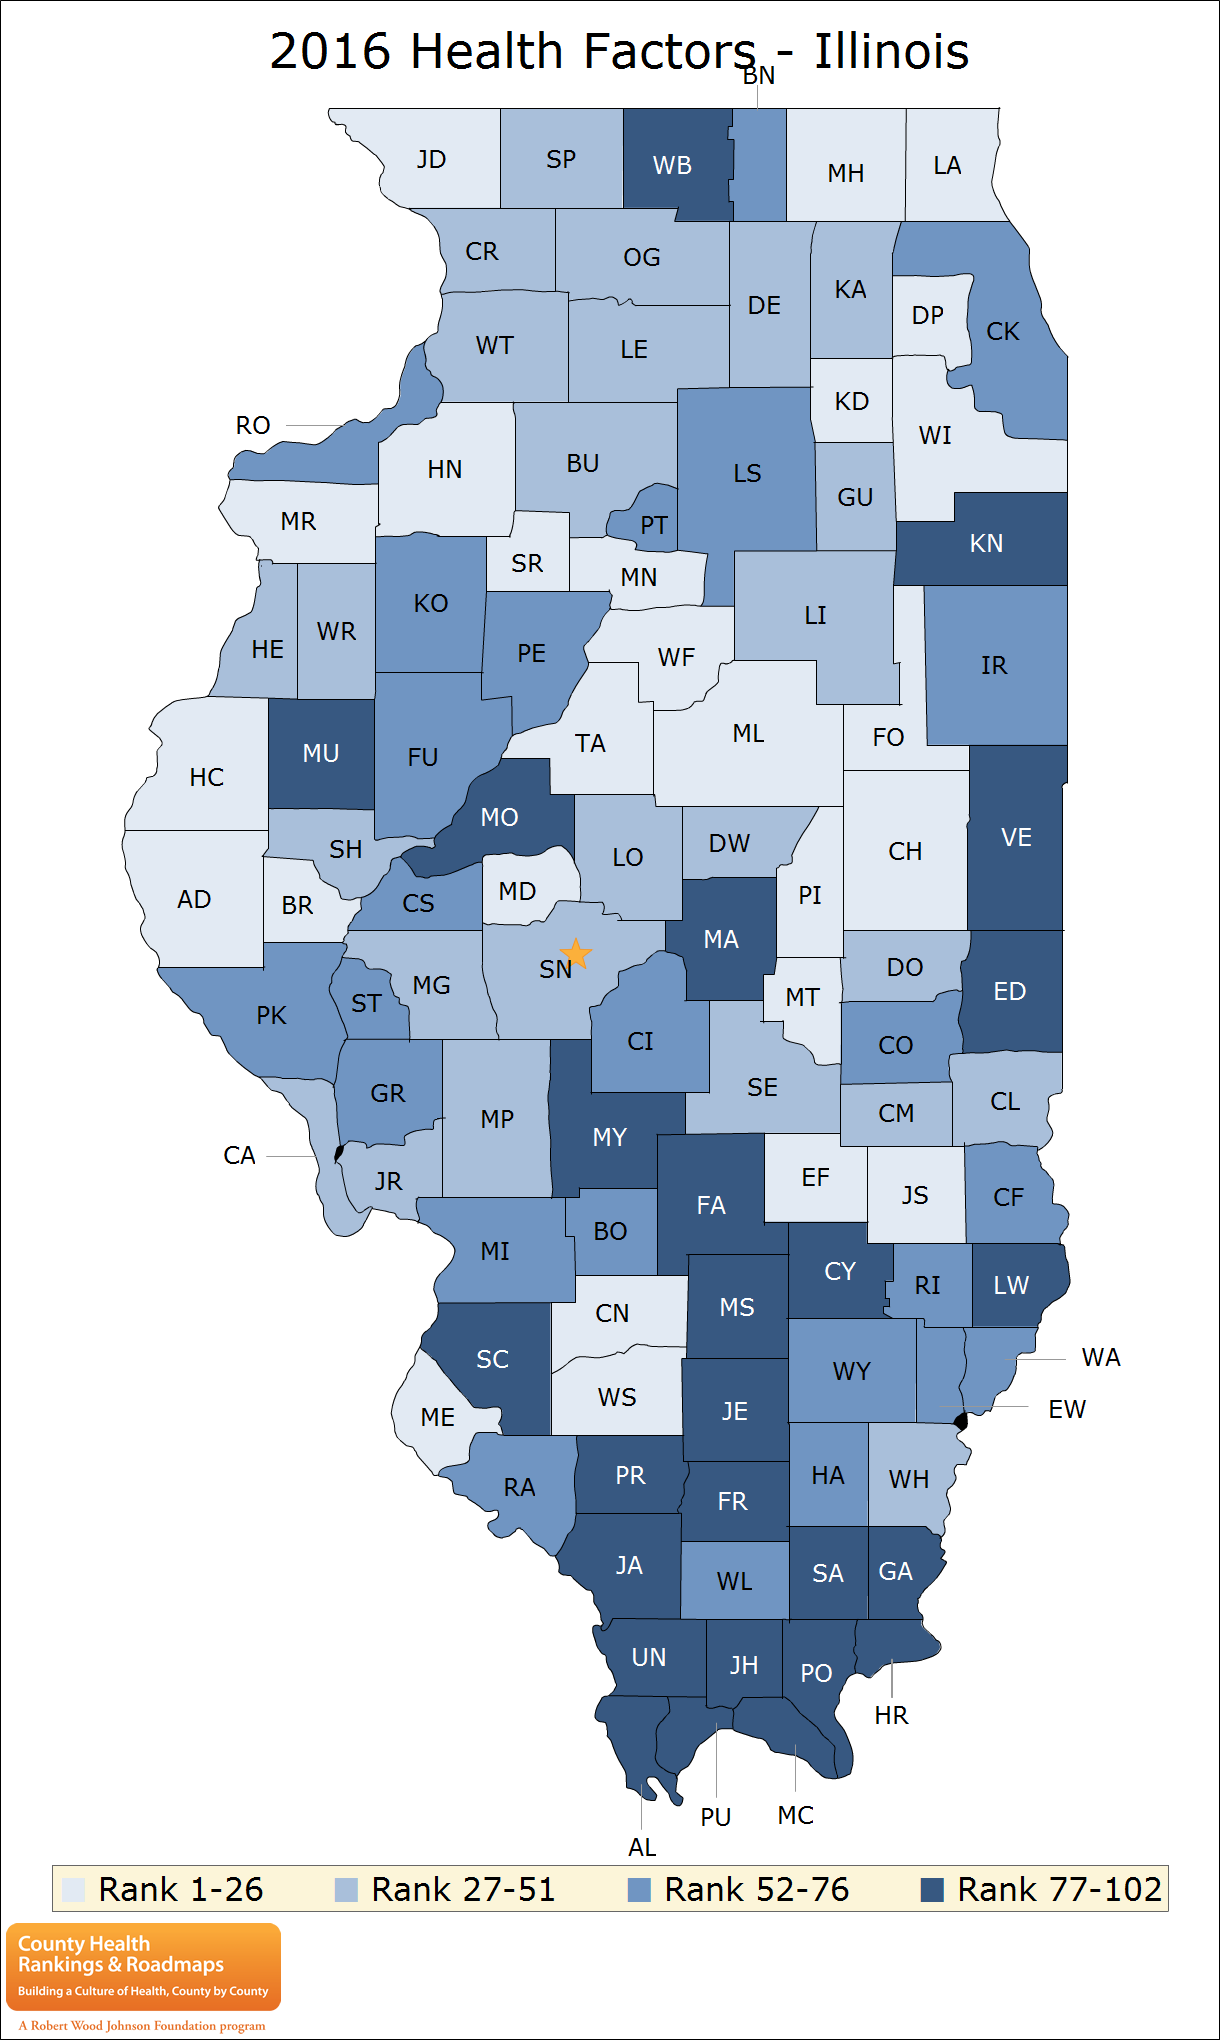 2016 Health Factors - Illinois
BN
JD SP WB MH LA
CR OG KA
DE DP CK
WT LE
KD
RO WI
HN BU LS
GU
MR PT
SR KN
MN
KO LI
HE WR
PE WF IR
TA ML FO
MU FU
HC
MO VE
SH LO DW CH
AD BR CS MD PI
MA
SN DO
MG MT ED
PK ST
CI CO
GR SE CL
MP CM
MY
CA JR EF JS CF
FA
BO
MI
CY RI LW
CN MS
SC WY WA
WS EW
ME JE
RA PR HA WH
FR
JA WL SA GA
UN JH PO
HR
PU MC
AL
Rank 1-26 Rank 27-51 Rank 52-76 Rank 77-102
County Health
Rankings & Roadmaps
Building a Culture of Health, County by County
A Robert Wood Johnson Foundation program